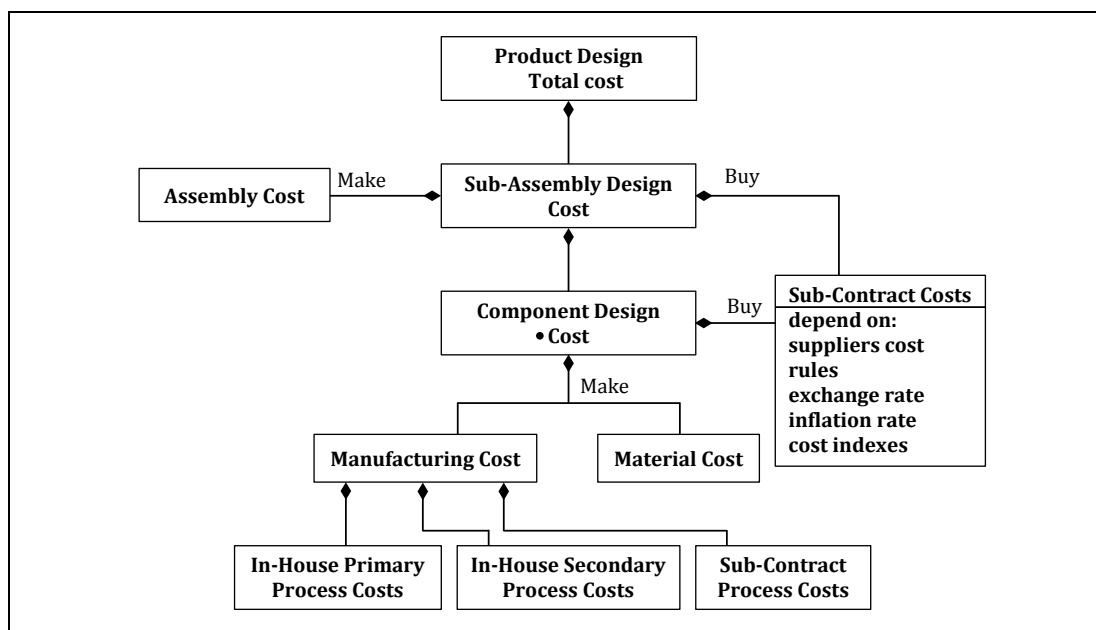 Product Design
Total cost
Assembly Cost
Make
Sub-Assembly Design
Cost
Buy
Component Design
•Cost
Buy
Sub-Contract Costs
depend on:
suppliers cost
rules
exchange rate
inflation rate
cost indexes
Make
Manufacturing Cost
Material Cost
In-House Primary
Process Costs
In-House Secondary
Process Costs
Sub-Contract
Process Costs